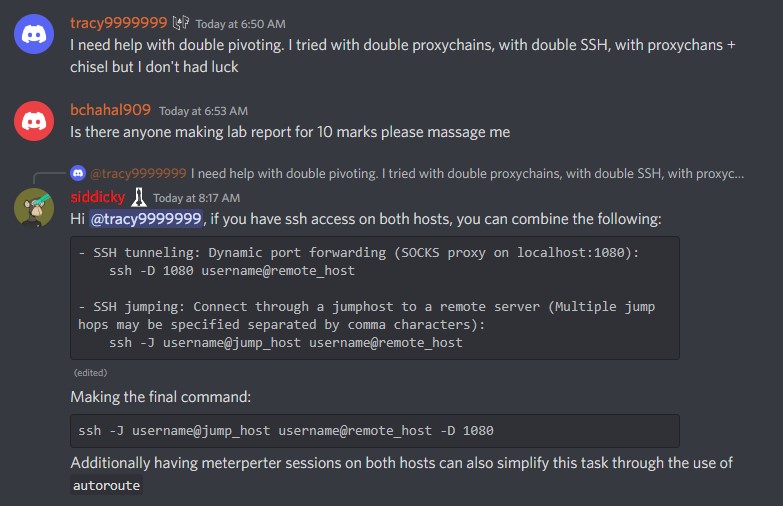 tracy9999999 Today at 6:50 AM
I need help with double pivoting. I tried with double proxychains, with double SSH, with proxychans +
chisel but I don't had luck
bchahal909 Today at 6:53 AM
Is there anyone making lab report for 10 marks please massage me
@tracy9999999 I need help with double pivoting. I tried with double proxychains, with double SSH, with proxyc...
siddicky Today at 8:17 AM
Hi @tracy9999999, if you have ssh access on both hosts, you can combine the following:
- SSH tunneling: Dynamic port forwarding (SOCKS proxy on localhost:1080):
ssh -D 1080 username@remote_host
- SSH jumping: Connect through a jumphost to a remote server (Multiple jump
hops may be specified separated by comma characters):
ssh -J username@jump_host username@remote_host
(edited)
Making the final command:
ssh -J username@jump_host username@remote_host -D 1080
Additionally having meterperter sessions on both hosts can also simplify this task through the use of
autoroute